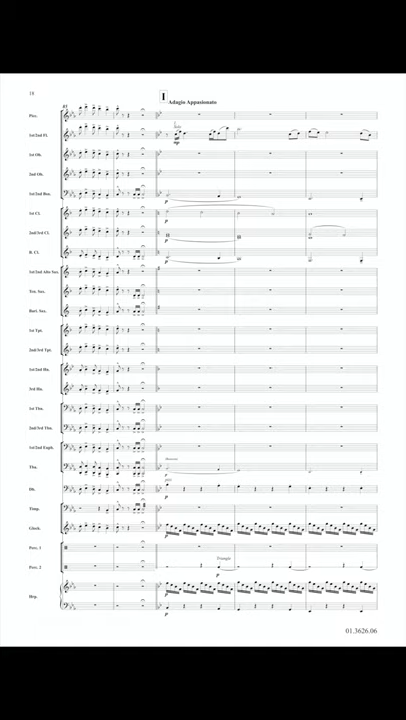 18
I
Adagio Appasionato
85
Picc.
1st/2nd Fl.
mp
1st Ob.
2nd Ob.
1st/2nd Bsn.
p
1st Cl.
p
2nd/3rd Cl.
p
B. Cl.
p
1st/2nd Alto Sax.
Ten. Sax.
Bari. Sax.
1st Tpt.
2nd/3rd Tpt.
1st/2nd Hn.
3rd Hn.
1st Tbn.
2nd/3rd Tbn.
1st/2nd Euph.
Tba.
p
Db.
p
Timp.
Glock.
p
Perc. 1
Triangle
Perc. 2
p
Hrp.
p
01.3626.06